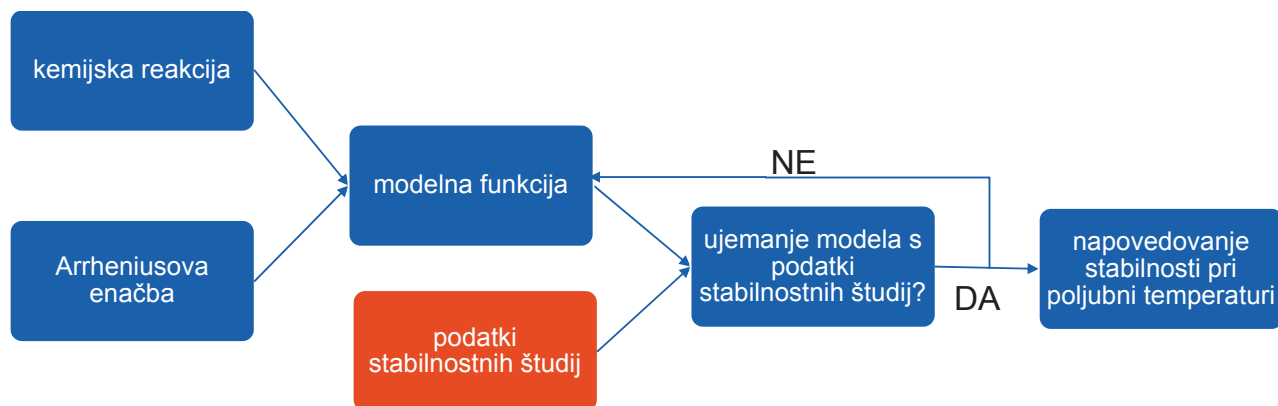 kemijska reakcija
Arrheniusova
enačba
modelna funkcija
podatki
stabilnostnih študij
NE
ujemanje modela s
podatki
stabilnostnih študij?
DA
napovedovanje
stabilnosti pri
poljubni temperaturi